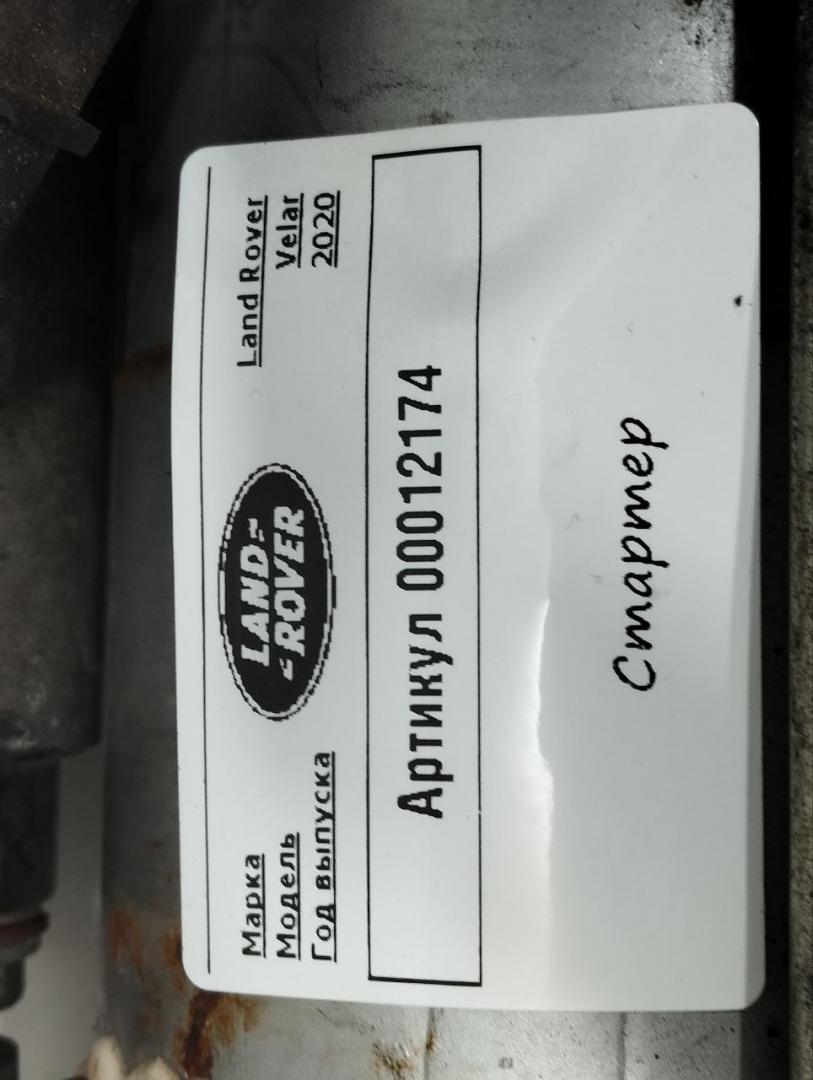 Марка Land Rover
Модель Velar
Год выпуска 2020
LAND
ROVER
Артикул 00012174
Стартер